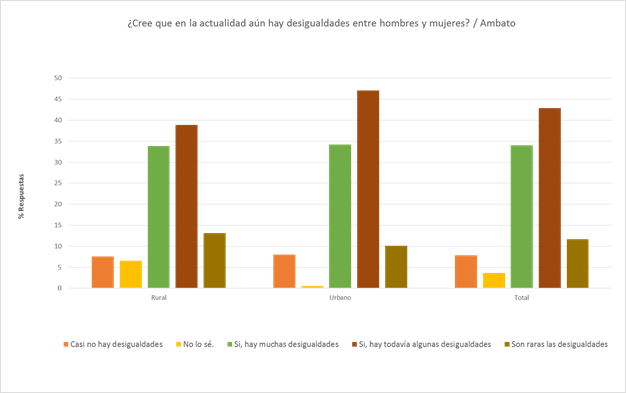 ¿Cree que en la actualidad aún hay desigualdades entre hombres y mujeres? / Ambato
% Respuestas
50
45
40
35
30
25
20
15
10
5
0
Rural Urbano Total
Casi no hay desigualdades No lo sé. Si, hay muchas desigualdades Si, hay todavía algunas desigualdades Son raras las desigualdades